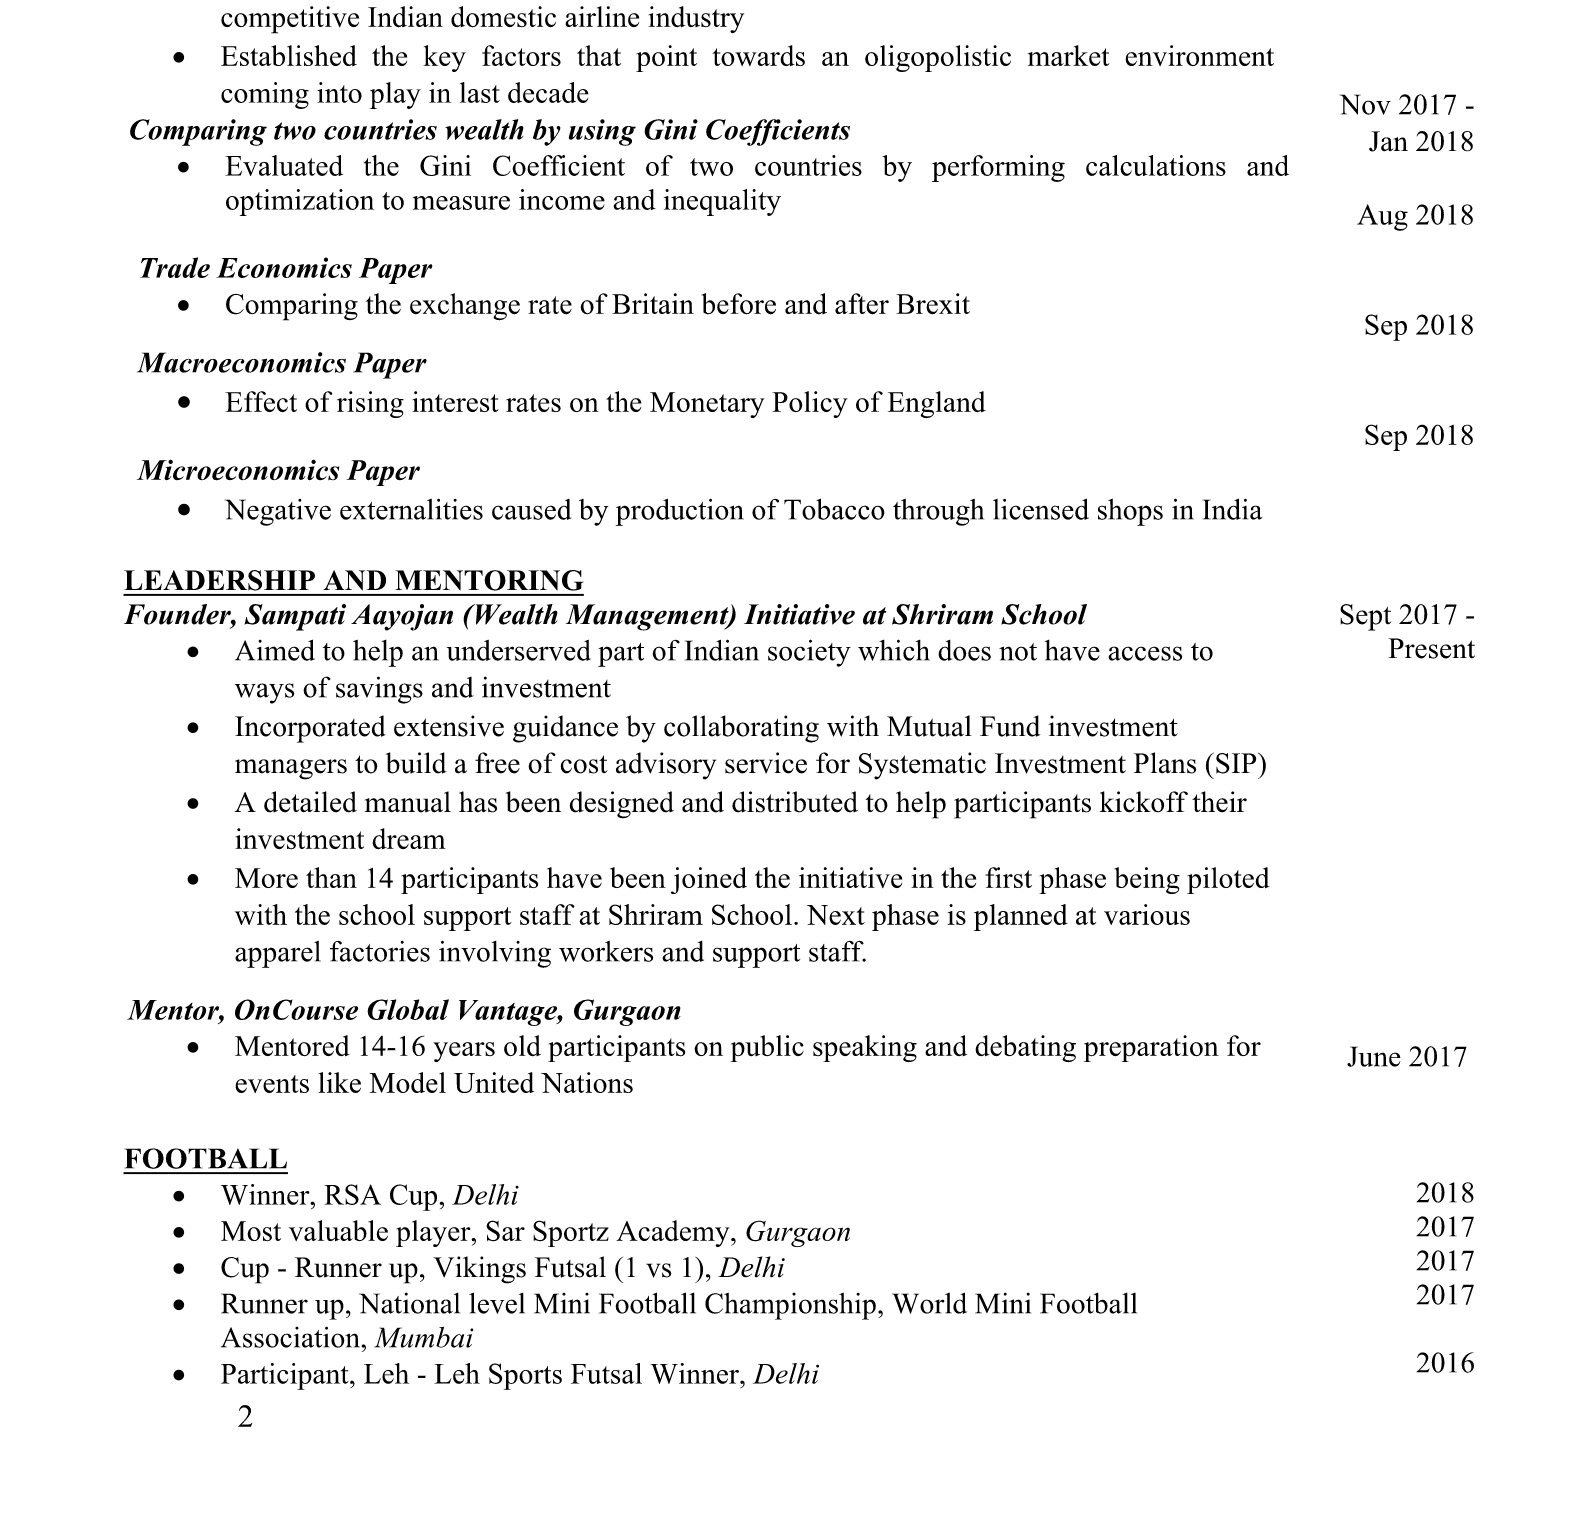 competitive Indian domestic airline industry
• Established the key factors that point towards an oligopolistic market environment
coming into play in last decade
Nov 2017 -
Comparing two countries wealth by using Gini Coefficients
Jan 2018
• Evaluated the Gini Coefficient of two countries by performing calculations and
optimization to measure income and inequality
Aug 2018
Trade Economics Paper
• Comparing the exchange rate of Britain before and after Brexit
Sep 2018
Macroeconomics Paper
• Effect of rising interest rates on the Monetary Policy of England
Sep 2018
Microeconomics Paper
• Negative externalities caused by production of Tobacco through licensed shops in India
LEADERSHIP AND MENTORING
Founder, Sampati Aayojan (Wealth Management) Initiative at Shriram School Sept 2017 -
• Aimed to help an underserved part of Indian society which does not have access to Present
ways of savings and investment
• Incorporated extensive guidance by collaborating with Mutual Fund investment
managers to build a free of cost advisory service for Systematic Investment Plans (SIP)
• A detailed manual has been designed and distributed to help participants kickoff their
investment dream
• More than 14 participants have been joined the initiative in the first phase being piloted
with the school support staff at Shriram School. Next phase is planned at various
apparel factories involving workers and support staff.
Mentor, OnCourse Global Vantage, Gurgaon
• Mentored 14-16 years old participants on public speaking and debating preparation for June 2017
events like Model United Nations
FOOTBALL
• Winner, RSA Cup, Delhi 2018
• Most valuable player, Sar Sportz Academy, Gurgaon 2017
• Cup - Runner up, Vikings Futsal (1 vs 1), Delhi 2017
• Runner up, National level Mini Football Championship, World Mini Football 2017
Association, Mumbai
• Participant, Leh - Leh Sports Futsal Winner, Delhi 2016
2